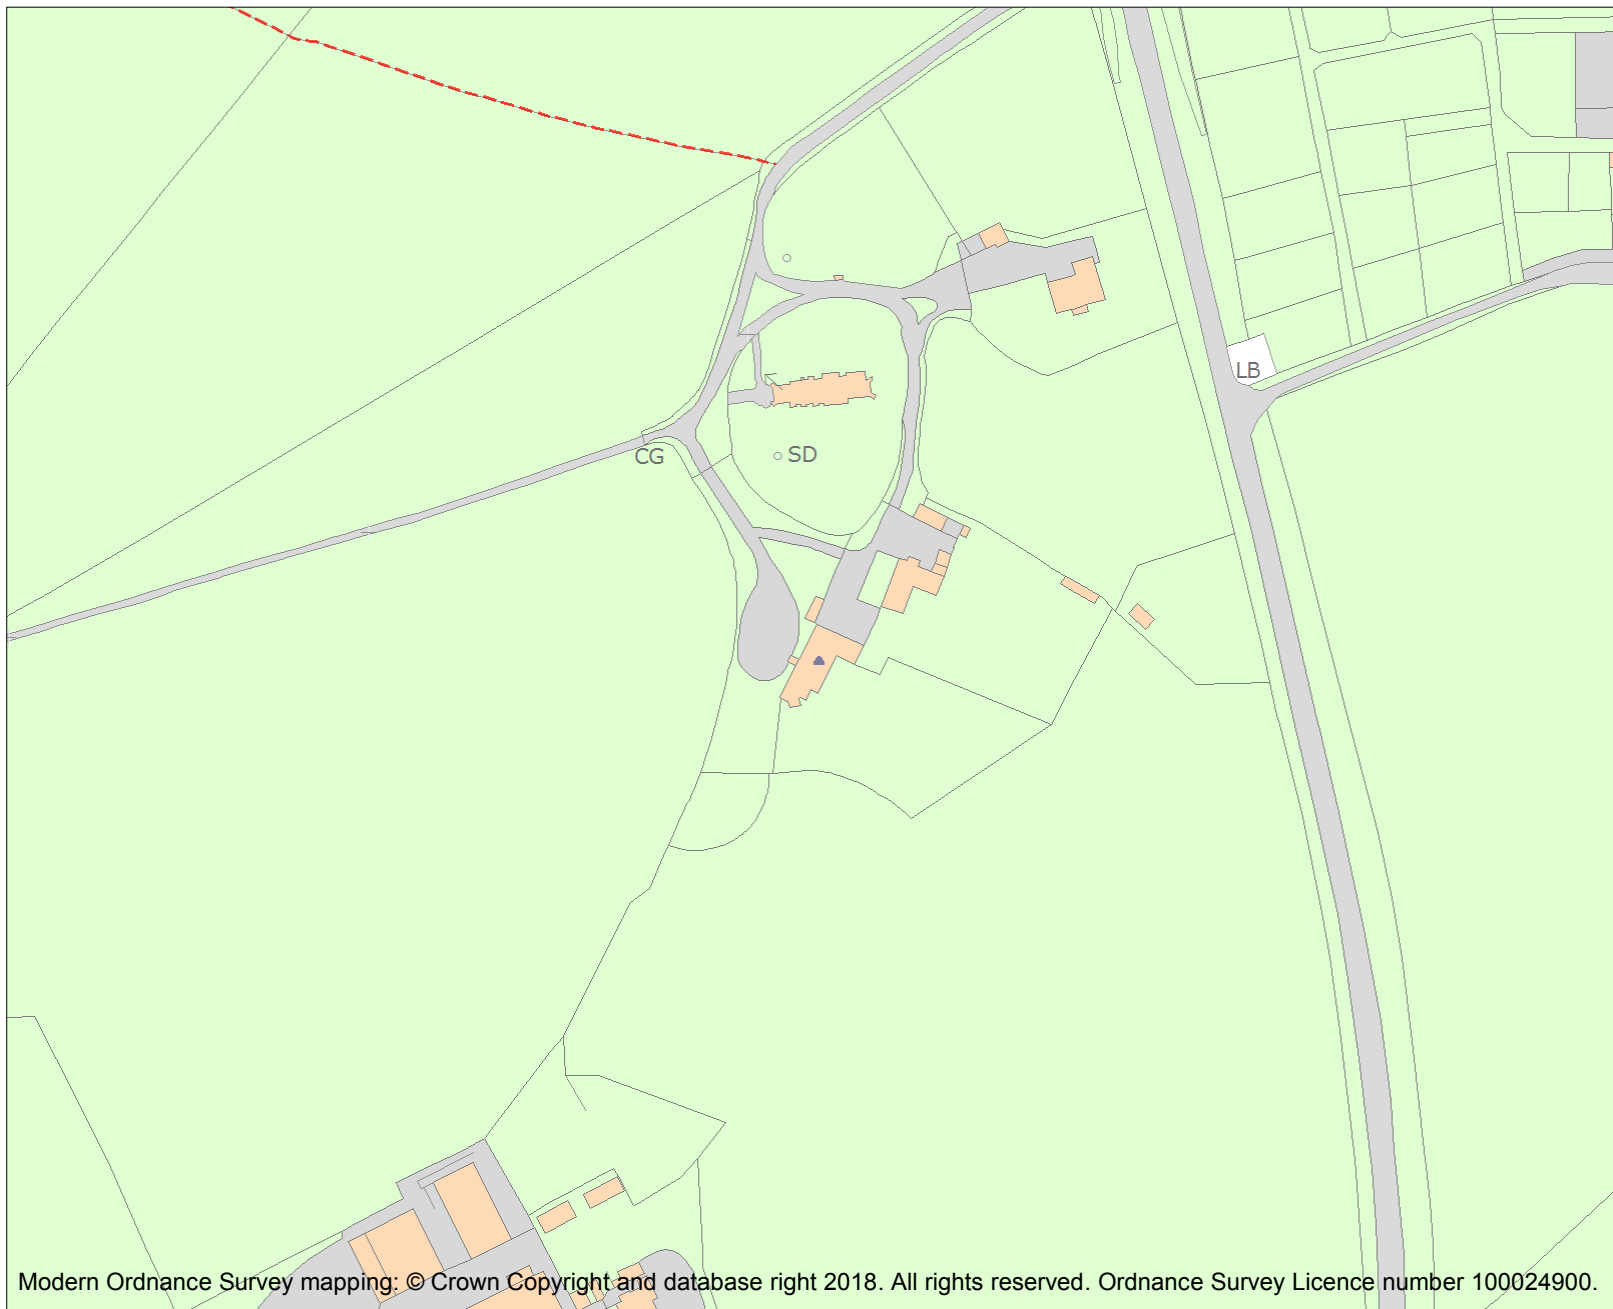 LB
CG
SD
Modern Ordnance Survey mapping: © Crown Copyright and database right 2018. All rights reserved. Ordnance Survey Licence number 100024900.